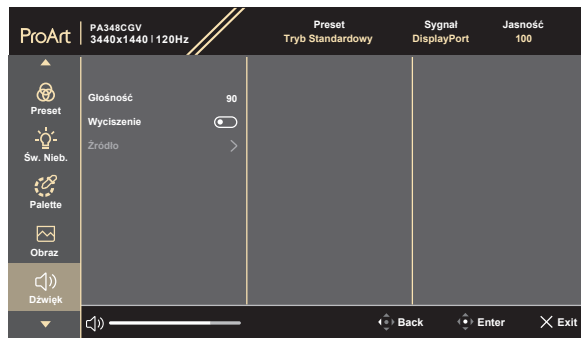 ProArt
PA348CGV
3440x1440 | 120Hz
Preset
Tryb Standardowy
Sygnał
DisplayPort
Jasność
100
Preset
Św. Nieb.
Palette
Obraz
Dźwięk
Głośność 90
Wyciszenie
Źródło
Back
Enter
Exit